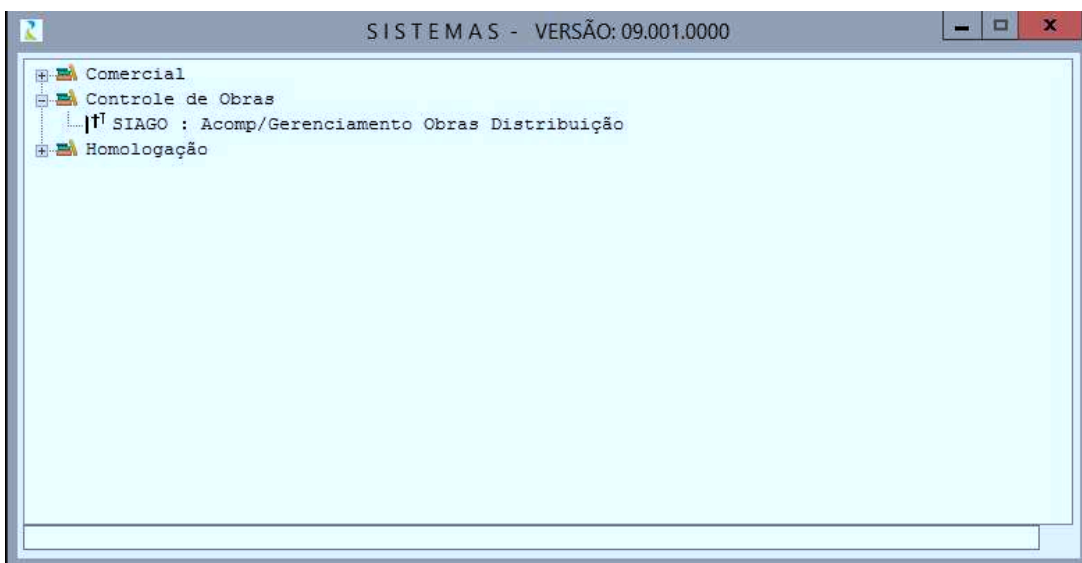 S I S T E M A S - VERSÃO: 09.001.0000
Comercial
Controle de Obras
SIAGO : Acomp/Gerenciamento Obras Distribuição
Homologação